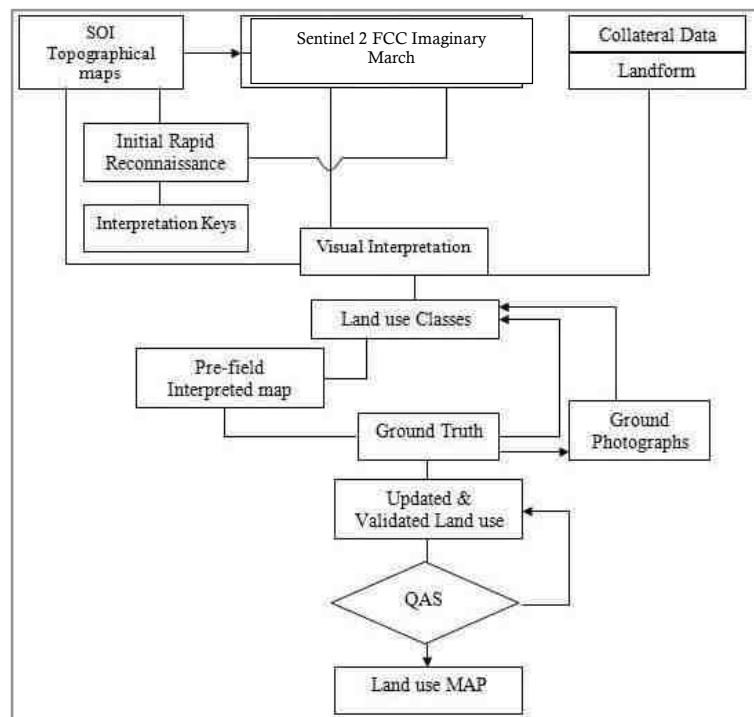 SOI
Topographical
maps
Sentinel 2 FCC Imaginary
March
Collateral Data
Landform
Initial Rapid
Reconnaissance
Interpretation Keys
Visual Interpretation
Land use Classes
Pre-field
Interpreted map
Ground Truth
Ground
Photographs
Updated &
Validated Land use
QAS
Land use MAP